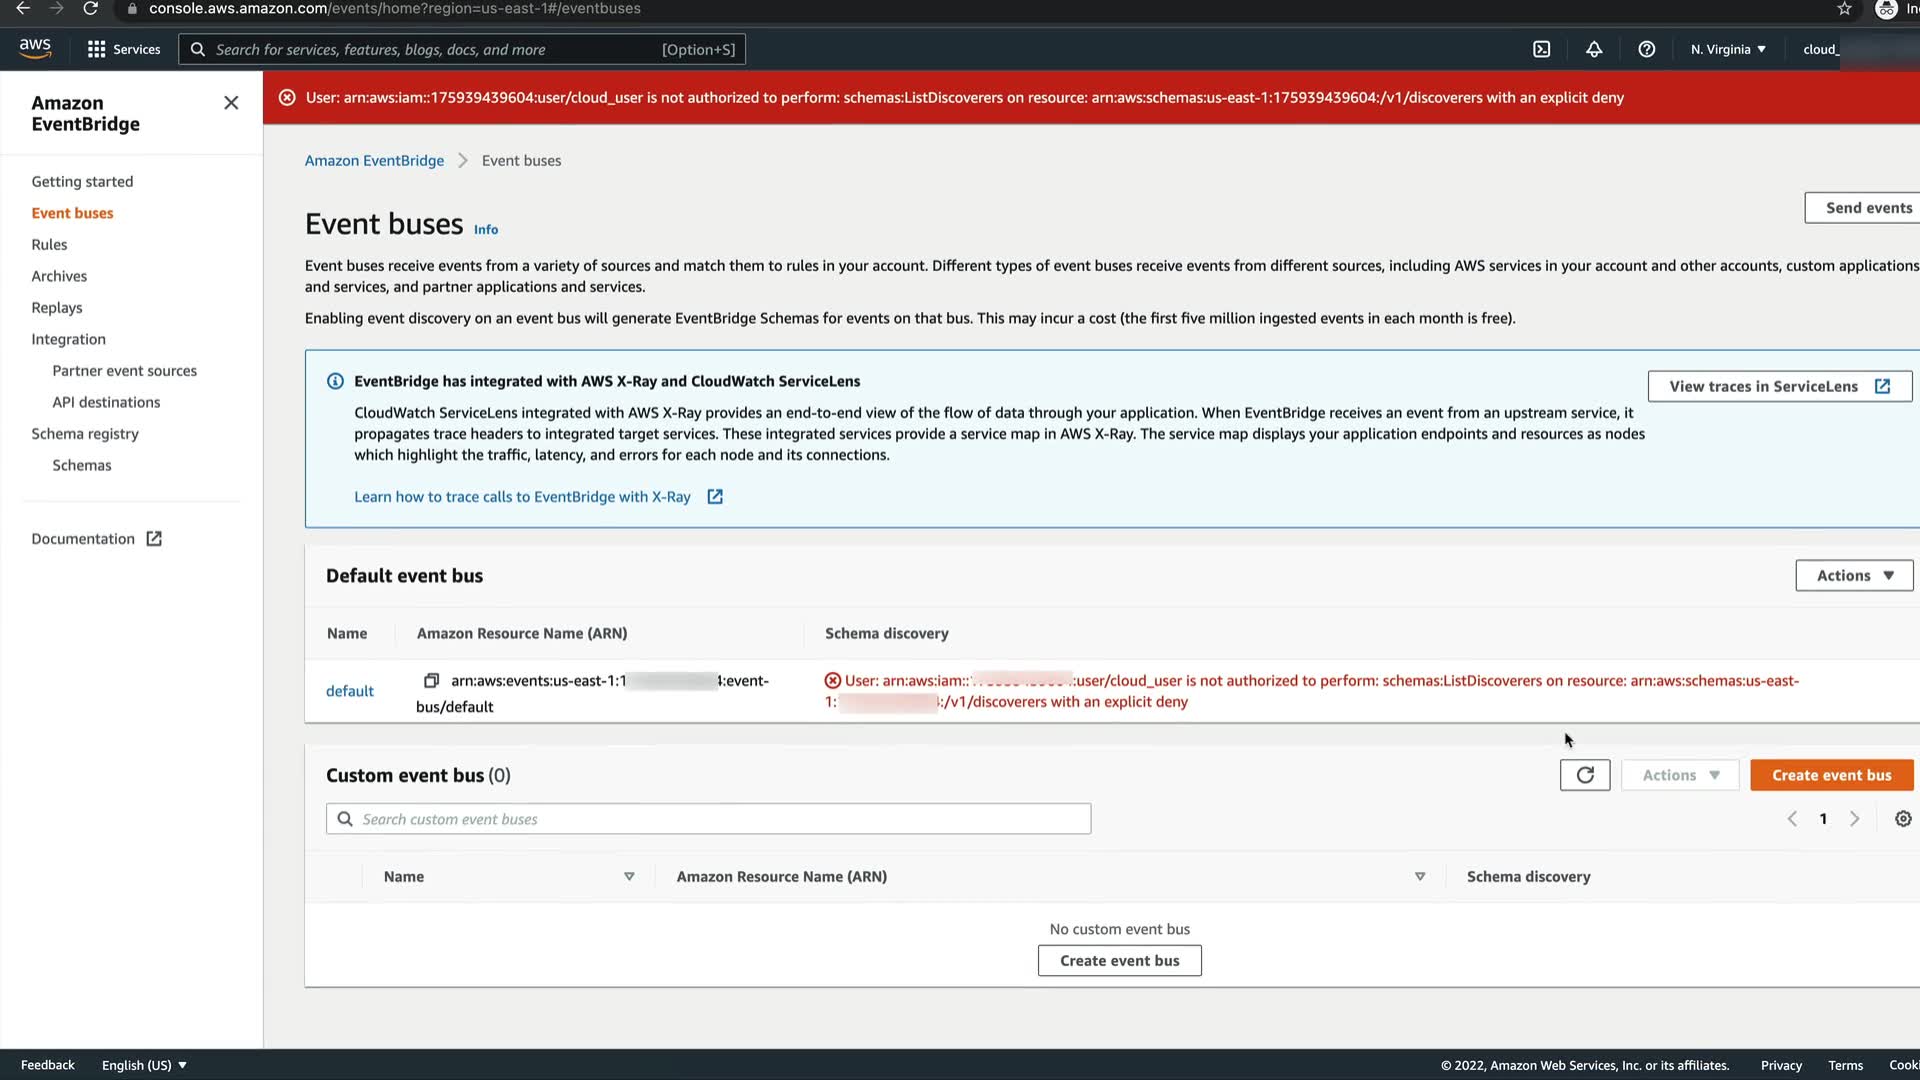 console.aws.amazon.com/events/home?region=us-east-1#/eventbuses
aws
Services
Search for services, features, blogs, docs, and more
[Option+S]
N. Virginia
cloud_
Amazon
EventBridge
User: arn:aws:iam::175939439604:user/cloud_user is not authorized to perform: schemas:ListDiscoverers on resource: arn:aws:schemas:us-east-1:175939439604:/v1/discoverers with an explicit deny
Getting started
Event buses
Rules
Archives
Replays
Integration
Partner event sources
API destinations
Schema registry
Schemas
Documentation
Amazon EventBridge
Event buses
Event buses Info
Send events
Event buses receive events from a variety of sources and match them to rules in your account. Different types of event buses receive events from different sources, including AWS services in your account and other accounts, custom applications
and services, and partner applications and services.
Enabling event discovery on an event bus will generate EventBridge Schemas for events on that bus. This may incur a cost (the first five million ingested events in each month is free).
EventBridge has integrated with AWS X-Ray and CloudWatch ServiceLens
View traces in ServiceLens
CloudWatch ServiceLens integrated with AWS X-Ray provides an end-to-end view of the flow of data through your application. When EventBridge receives an event from an upstream service, it
propagates trace headers to integrated target services. These integrated services provide a service map in AWS X-Ray. The service map displays your application endpoints and resources as nodes
which highlight the traffic, latency, and errors for each node and its connections.
Learn how to trace calls to EventBridge with X-Ray
Default event bus
Actions
Name
Amazon Resource Name (ARN)
Schema discovery
default
arn:aws:events:us-east-1:1 4:event-
bus/default
User: arn:aws:iam:: :user/cloud_user is not authorized to perform: schemas:ListDiscoverers on resource: arn:aws:schemas:us-east-
1: :/v1/discoverers with an explicit deny
Custom event bus (0)
Actions
Create event bus
Search custom event buses
1
Name
Amazon Resource Name (ARN)
Schema discovery
No custom event bus
Create event bus
Feedback
English (US)
© 2022, Amazon Web Services, Inc. or its affiliates.
Privacy
Terms
Cooki